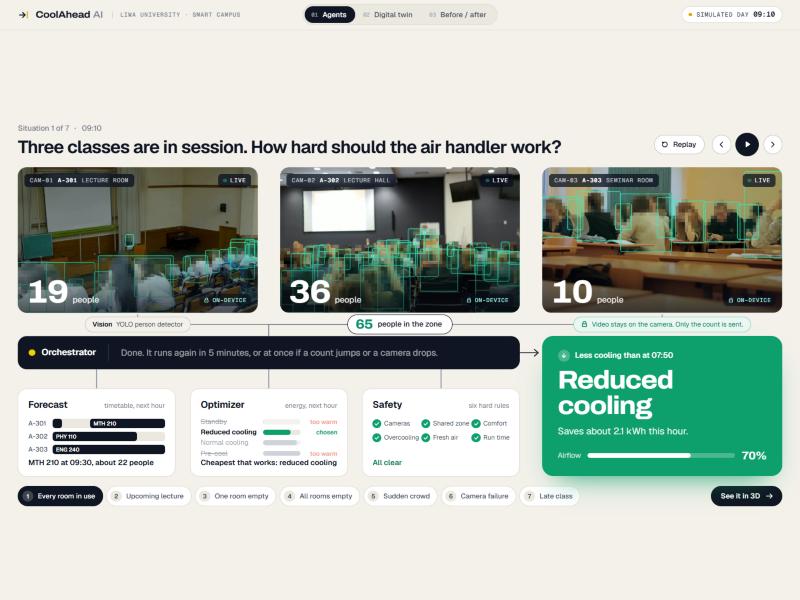 CoolAhead AI
LIWA UNIVERSITY · SMART CAMPUS
01 Agents
02 Digital twin
03 Before / after
SIMULATED DAY 09:10
Situation 1 of 7 · 09:10
Three classes are in session. How hard should the air handler work?
Replay
CAM-01 A-301 LECTURE ROOM
LIVE
19 people
ON-DEVICE
CAM-02 A-302 LECTURE HALL
LIVE
36 people
ON-DEVICE
CAM-03 A-303 SEMINAR ROOM
LIVE
10 people
ON-DEVICE
Vision YOLO person detector
65 people in the zone
Video stays on the camera. Only the count is sent.
Orchestrator
Done. It runs again in 5 minutes, or at once if a count jumps or a camera drops.
Less cooling than at 07:50
Reduced
cooling
Saves about 2.1 kWh this hour.
Airflow 70%
Forecast timetable, next hour
A-301 MTH 210
A-302 PHY 110
A-303 ENG 240
MTH 210 at 09:30, about 22 people
Optimizer energy, next hour
Standby too warm
Reduced cooling chosen
Normal cooling
Pre-cool too warm
Cheapest that works: reduced cooling
Safety six hard rules
Cameras Shared zone Comfort
Overcooling Fresh air Run time
All clear
1 Every room in use
2 Upcoming lecture
3 One room empty
4 All rooms empty
5 Sudden crowd
6 Camera failure
7 Late class
See it in 3D